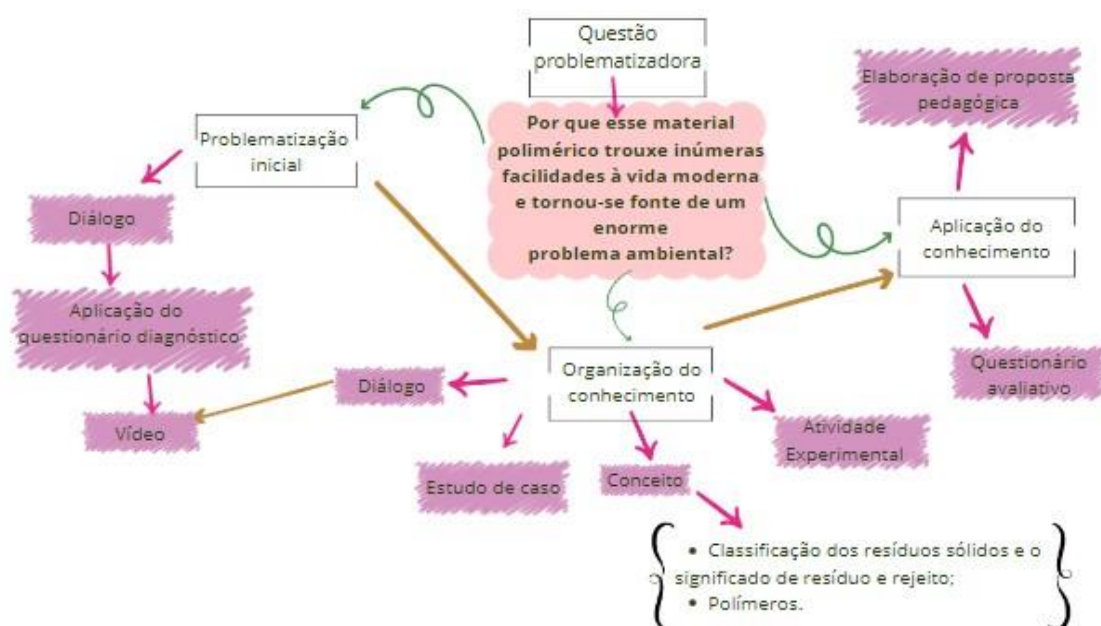 Questão
problematizadora
Por que esse material
polimérico trouxe inúmeras
facilidades à vida moderna
e tornou-se fonte de um
enorme
problema ambiental?
Problematização
inicial
Diálogo
Aplicação do
questionário diagnóstico
Vídeo
Organização do
conhecimento
Diálogo
Estudo de caso
Conceito
• Classificação dos resíduos sólidos e o
significado de resíduo e rejeito;
• Polímeros.
Atividade
Experimental
Aplicação do
conhecimento
Elaboração de proposta
pedagógica
Questionário
avaliativo